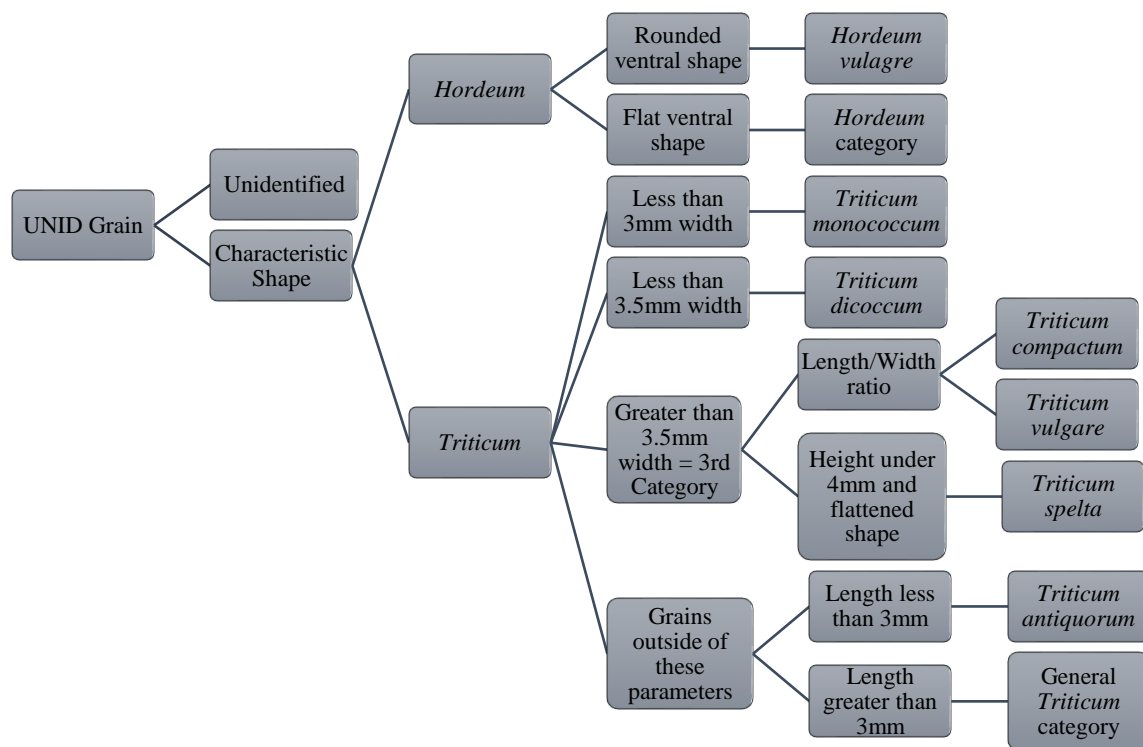 UNID Grain
Unidentified
Characteristic
Shape
Hordeum
Rounded
ventral shape
Hordeum
vulagre
Flat ventral
shape
Hordeum
category
Triticum
Less than
3mm width
Triticum
monococcum
Less than
3.5mm width
Triticum
dicoccum
Greater than
3.5mm
width = 3rd
Category
Length/Width
ratio
Triticum
compactum
Triticum
vulgare
Height under
4mm and
flattened
shape
Triticum
spelta
Grains
outside of
these
parameters
Length less
than 3mm
Triticum
antiquorum
Length
greater than
3mm
General
Triticum
category